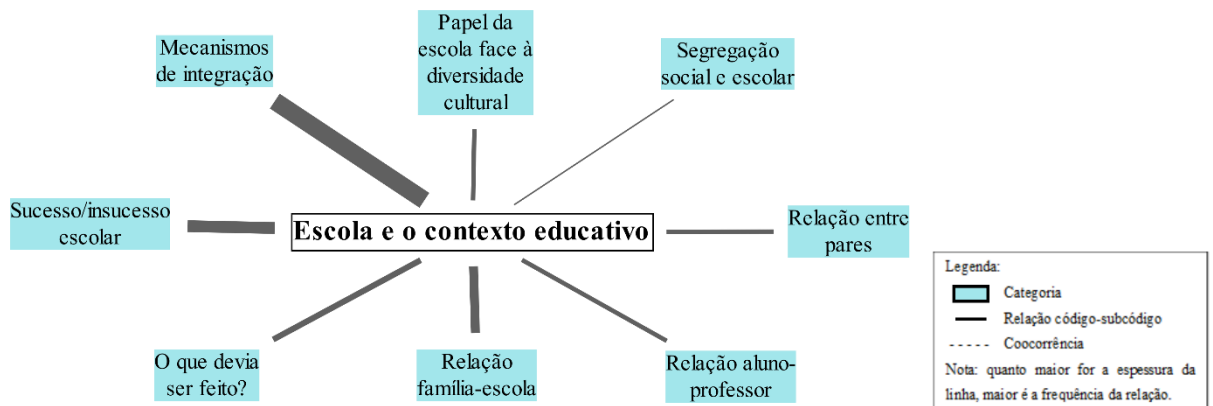 Mecanismos
de integração
Papel da
escola face à
diversidade
cultural
Segregação
social e escolar
Sucesso/insucesso
escolar
Escola e o contexto educativo
Relação entre
pares
O que devia
ser feito?
Relação
família-escola
Relação aluno-
professor
Legenda:
Categoria
Relação código-subcódigo
Coocorrência
Nota: quanto maior for a espessura da
linha, maior é a frequência da relação.